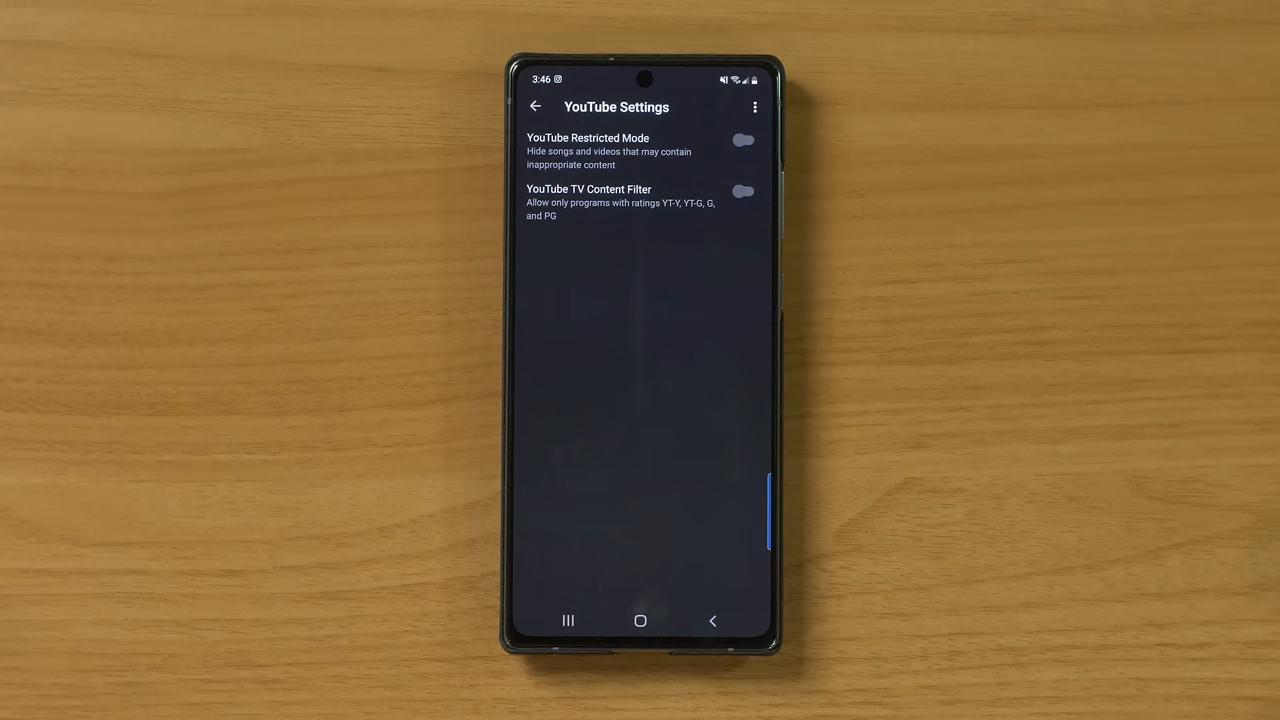 3:46
YouTube Settings
YouTube Restricted Mode
Hide songs and videos that may contain
inappropriate content
YouTube TV Content Filter
Allow only programs with ratings YT-Y, YT-G, G,
and PG